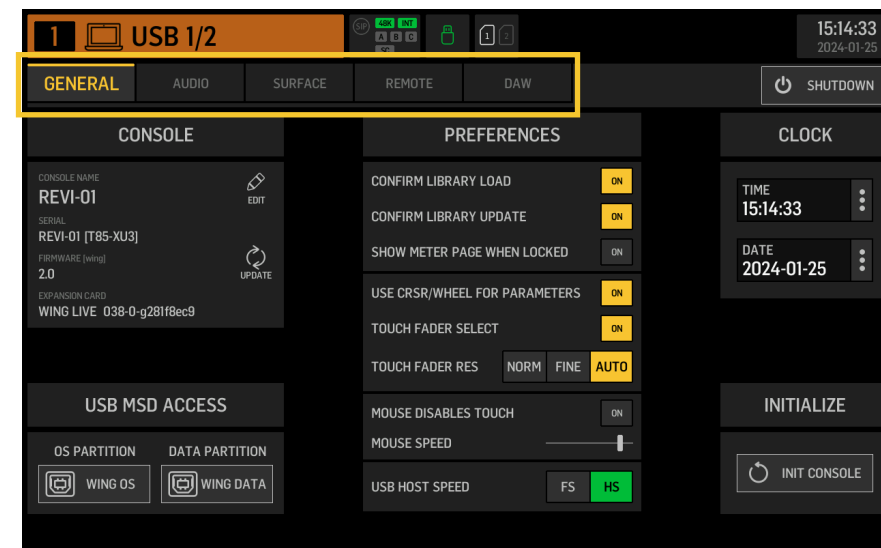 1 USB 1/2
SIP 48K INT
A B C
SC
1 2
15:14:33
2024-01-25
GENERAL AUDIO SURFACE REMOTE DAW
SHUTDOWN
CONSOLE
CONSOLE NAME
REVI-01
EDIT
SERIAL
REVI-01 [T85-XU3]
FIRMWARE [wing]
2.0
UPDATE
EXPANSION CARD
WING LIVE 038-0-g281f8ec9
USB MSD ACCESS
OS PARTITION DATA PARTITION
WING OS WING DATA
PREFERENCES
CONFIRM LIBRARY LOAD ON
CONFIRM LIBRARY UPDATE ON
SHOW METER PAGE WHEN LOCKED ON
USE CRSR/WHEEL FOR PARAMETERS ON
TOUCH FADER SELECT ON
TOUCH FADER RES NORM FINE AUTO
MOUSE DISABLES TOUCH ON
MOUSE SPEED
USB HOST SPEED FS HS
CLOCK
TIME
15:14:33
DATE
2024-01-25
INITIALIZE
INIT CONSOLE